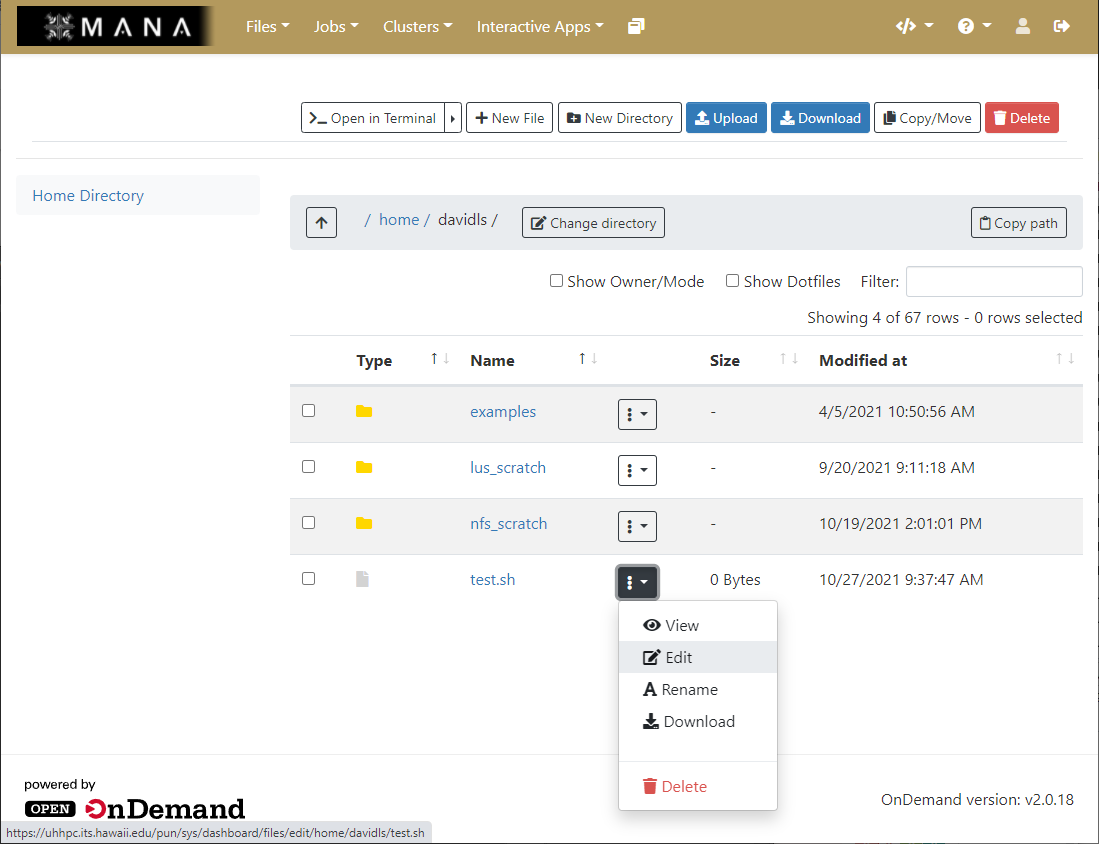 MANA Files Jobs Clusters Interactive Apps
Open in Terminal New File New Directory Upload Download Copy/Move Delete
Home Directory
/ home / davidls / Change directory Copy path
Show Owner/Mode Show Dotfiles Filter:
Showing 4 of 67 rows - 0 rows selected
Type Name Size Modified at
examples - 4/5/2021 10:50:56 AM
lus_scratch - 9/20/2021 9:11:18 AM
nfs_scratch - 10/19/2021 2:01:01 PM
test.sh 0 Bytes 10/27/2021 9:37:47 AM
View
Edit
Rename
Download
Delete
powered by
OPEN OnDemand
OnDemand version: v2.0.18
https://uhhpc.its.hawaii.edu/pun/sys/dashboard/files/edit/home/davidls/test.sh